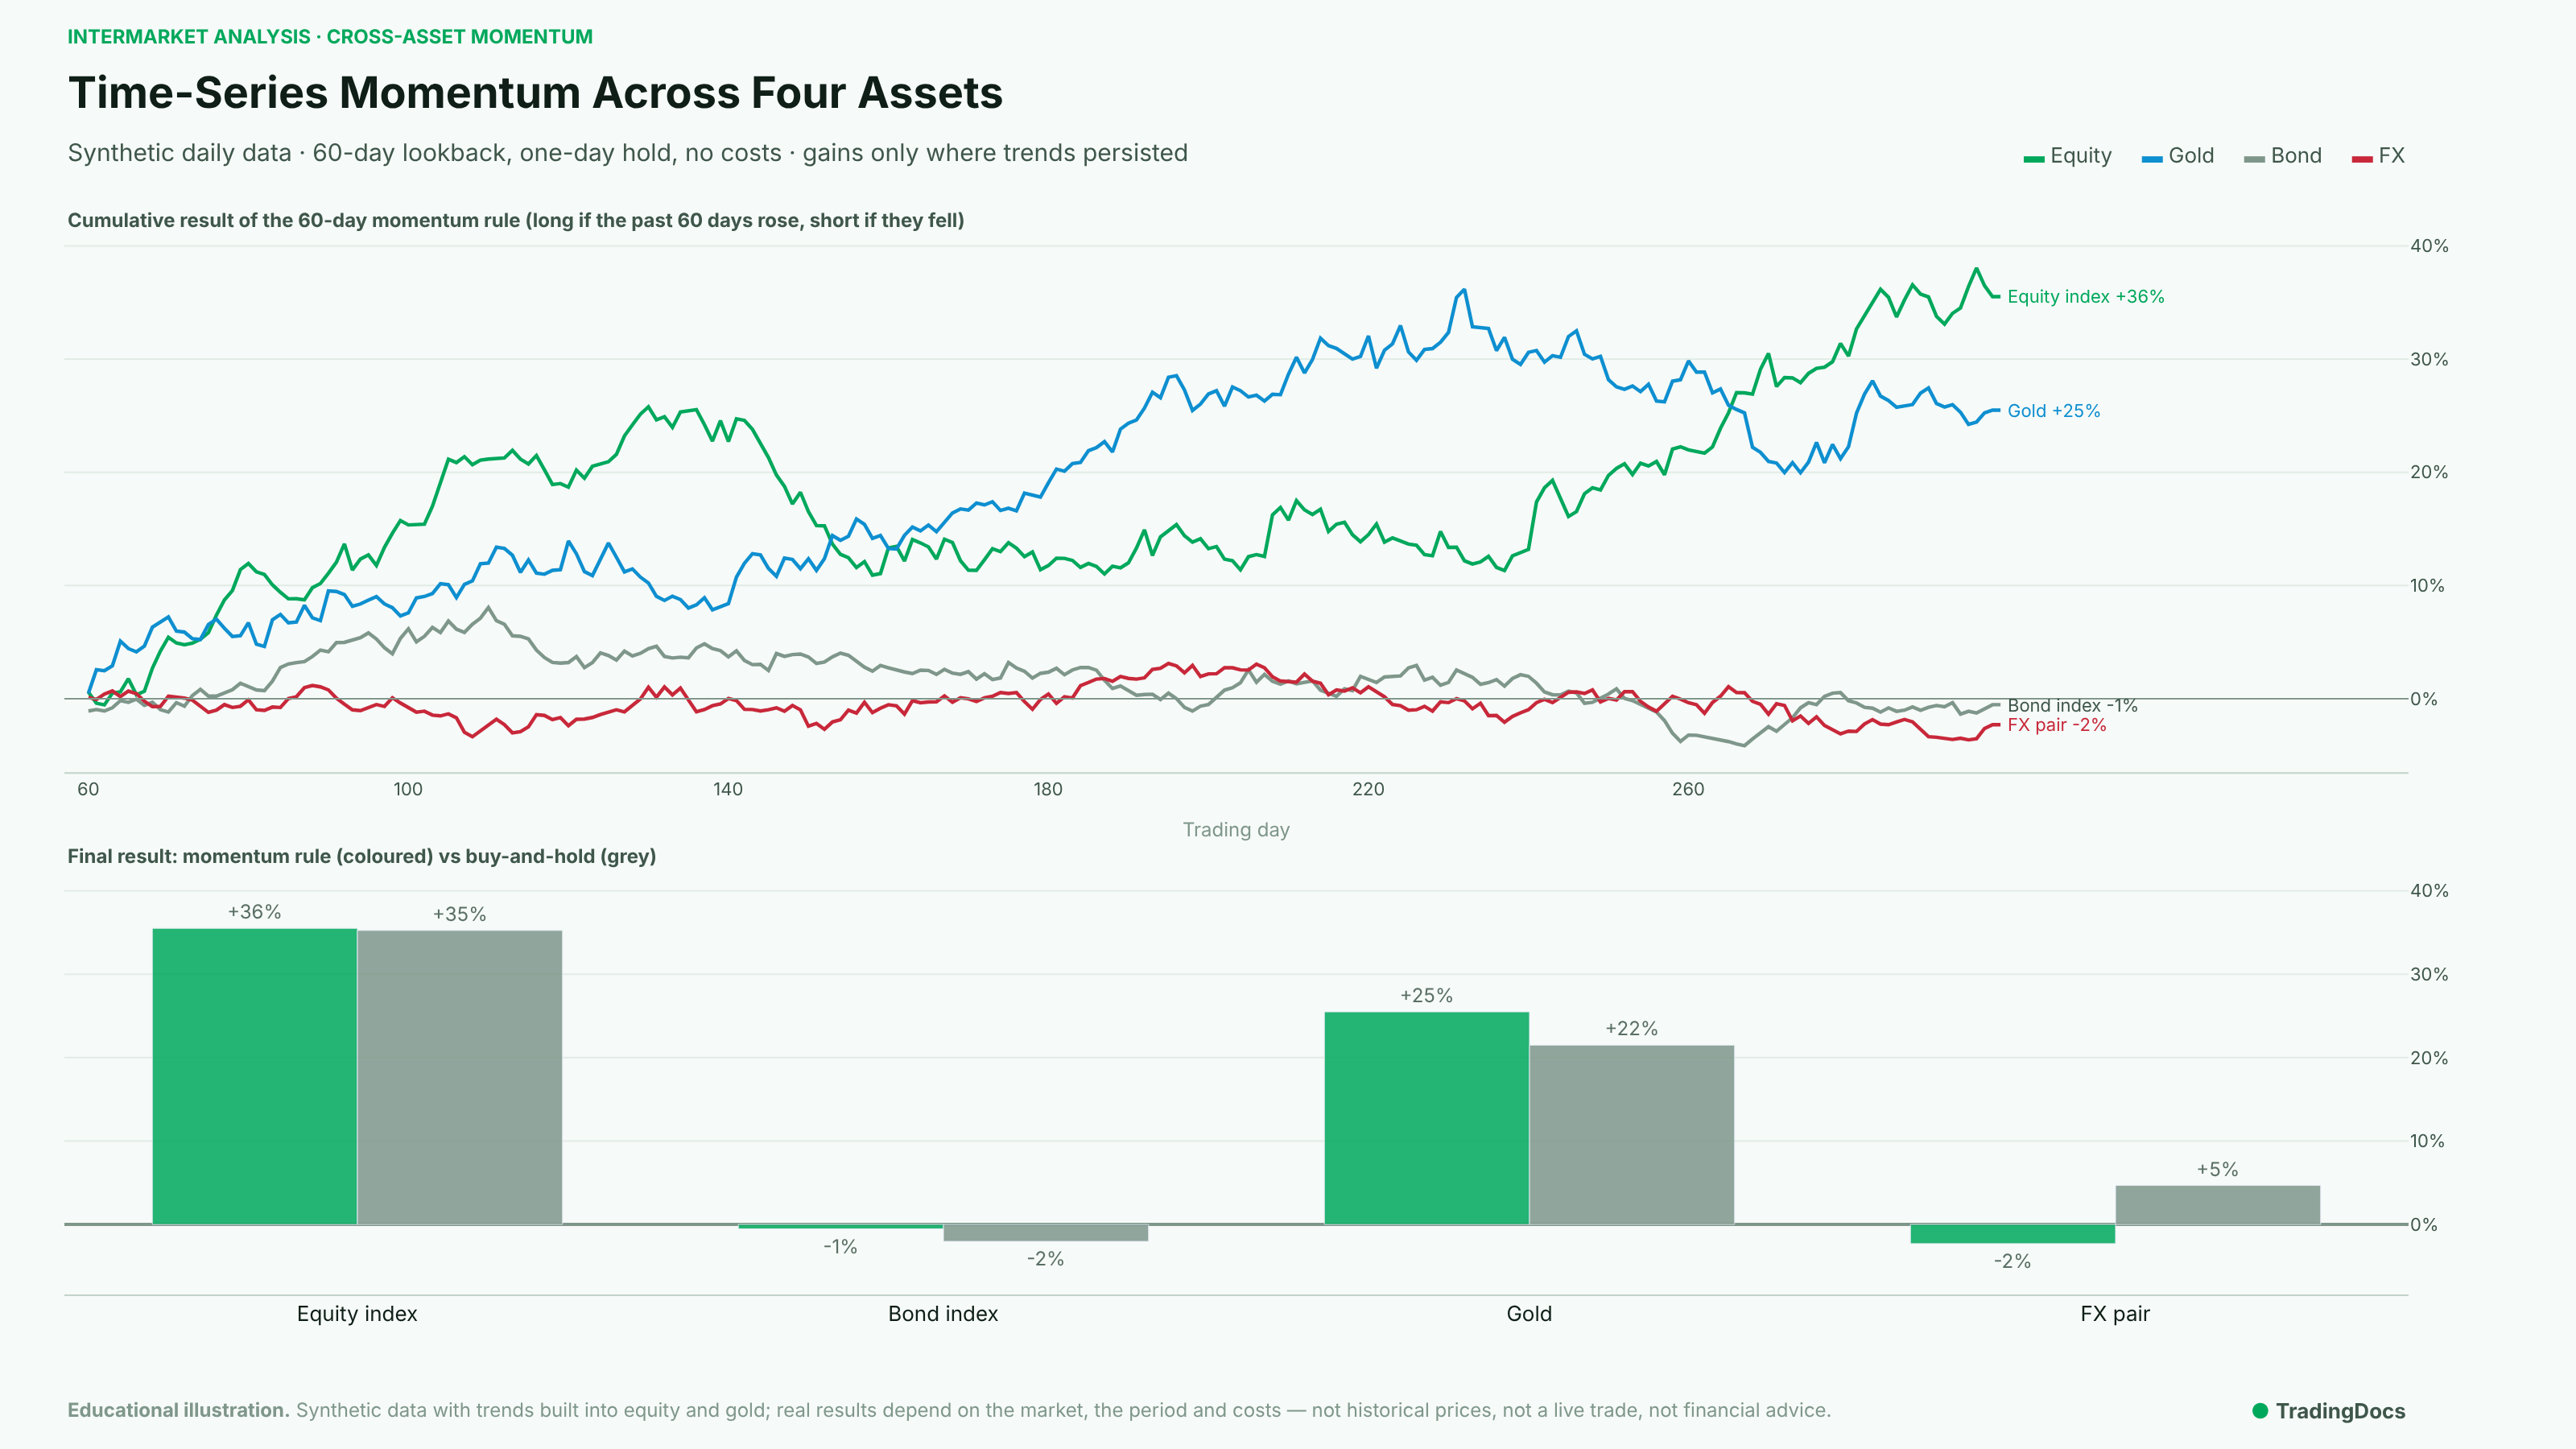 INTERMARKET ANALYSIS · CROSS-ASSET MOMENTUM
Time-Series Momentum Across Four Assets
Synthetic daily data · 60-day lookback, one-day hold, no costs · gains only where trends persisted
Equity Gold Bond FX
Cumulative result of the 60-day momentum rule (long if the past 60 days rose, short if they fell)
40%
Equity index +36%
30%
Gold +25%
20%
10%
0%
Bond index -1%
FX pair -2%
60 100 140 180 220 260
Trading day
Final result: momentum rule (coloured) vs buy-and-hold (grey)
40%
+36% +35%
30%
+25%
+22%
20%
10%
+5%
0%
-1% -2% -2%
Equity index Bond index Gold FX pair
Educational illustration. Synthetic data with trends built into equity and gold; real results depend on the market, the period and costs — not historical prices, not a live trade, not financial advice.
TradingDocs